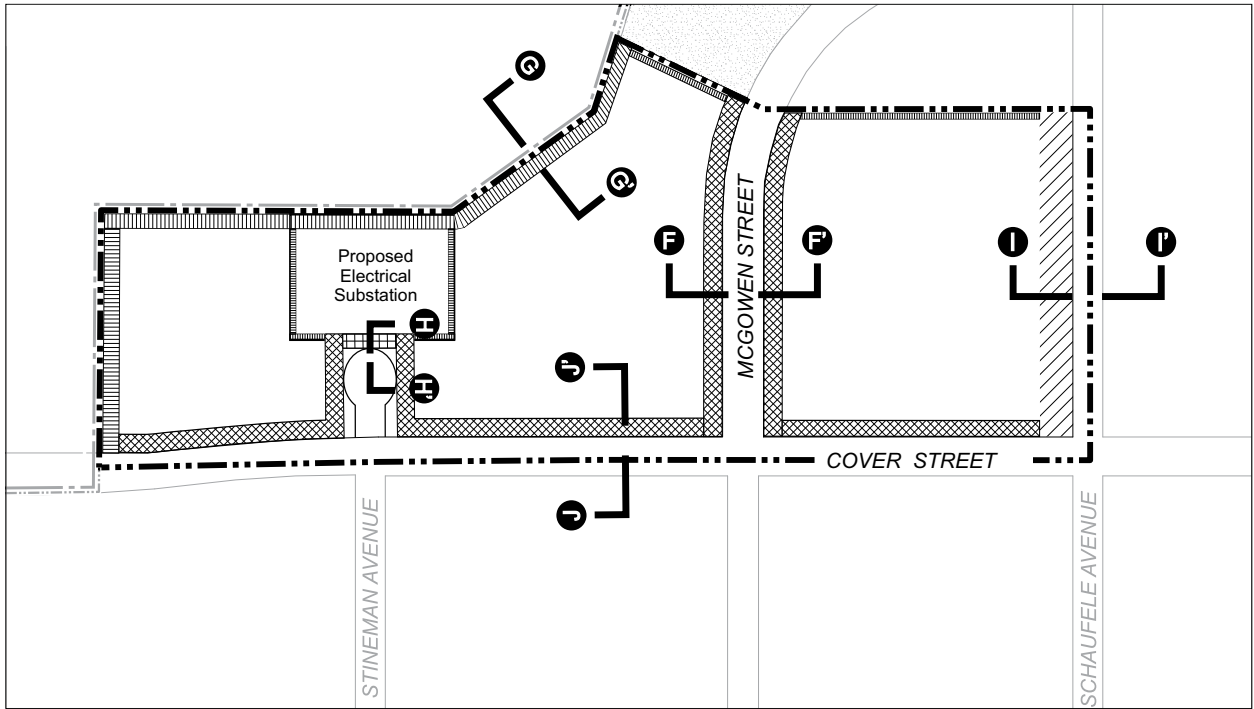 G
G'
Proposed
Electrical
Substation
F
F'
I
I'
MCGOWEN STREET
H
H'
J'
J
COVER STREET
STINEMAN AVENUE
SCHAUFELE AVENUE